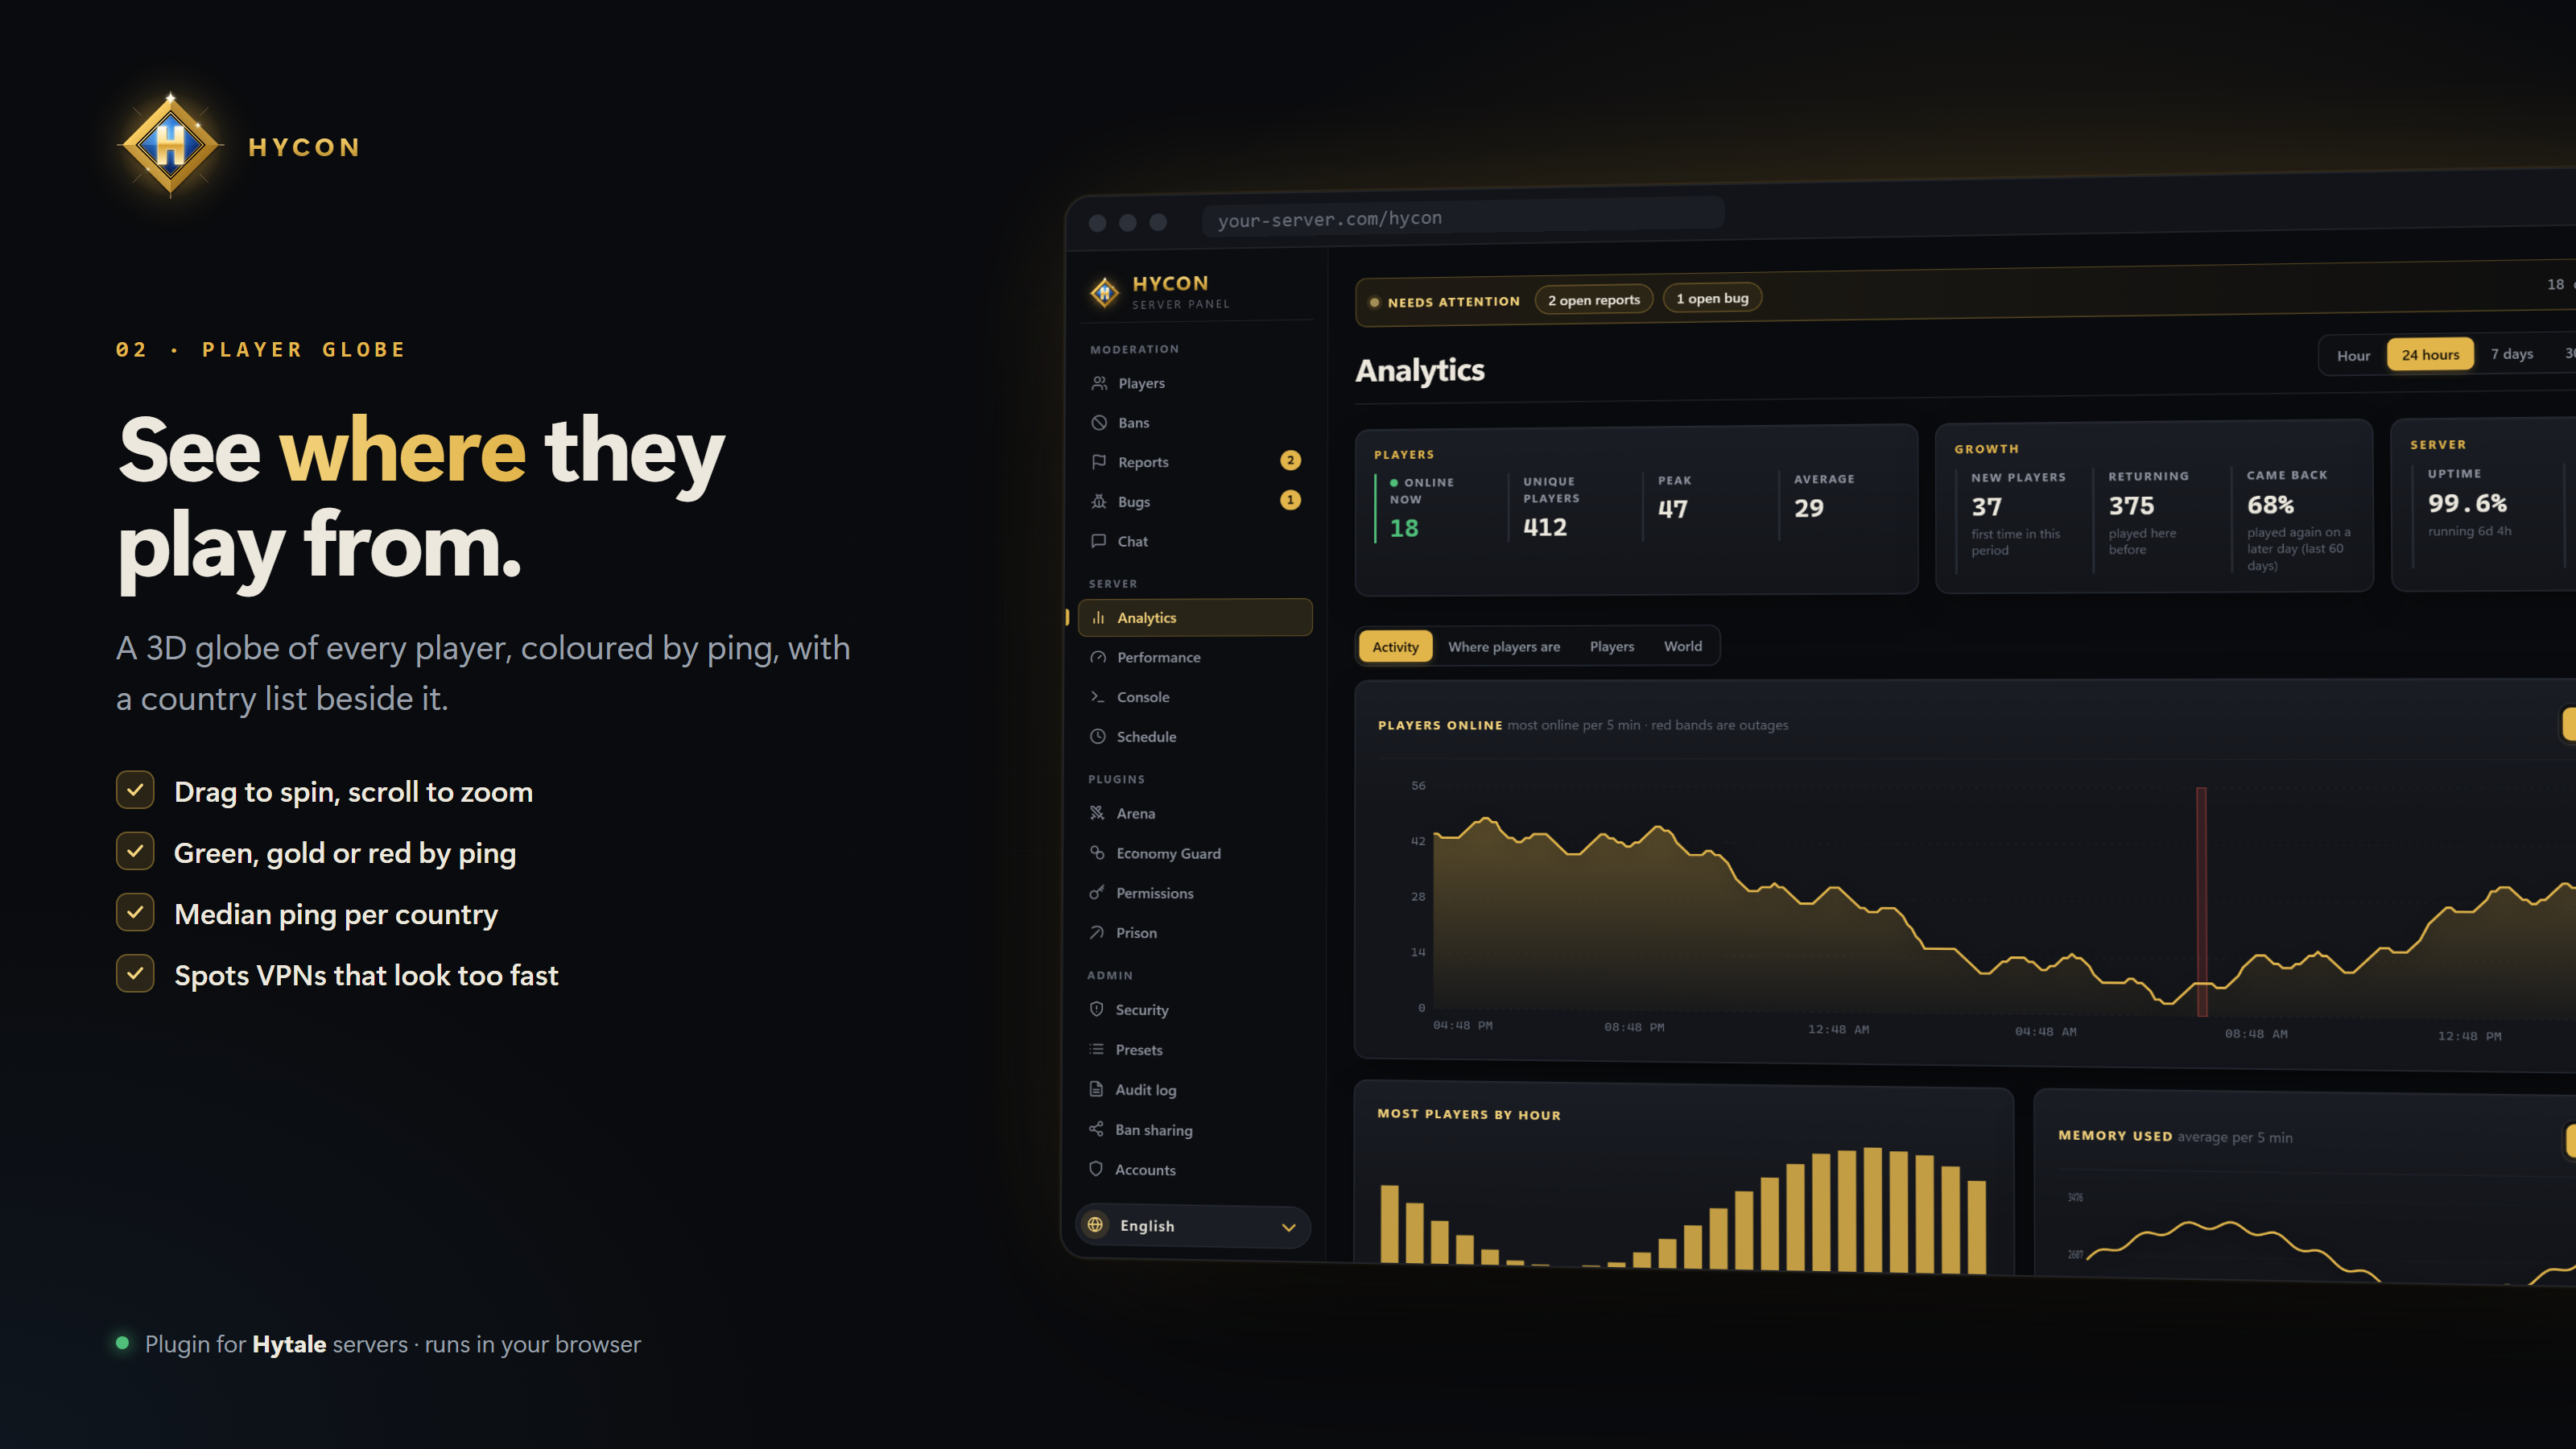 HYCON
02 · PLAYER GLOBE
See where they
play from.
A 3D globe of every player, coloured by ping, with
a country list beside it.
Drag to spin, scroll to zoom
Green, gold or red by ping
Median ping per country
Spots VPNs that look too fast
Plugin for Hytale servers · runs in your browser
your-server.com/hycon
HYCON
SERVER PANEL
MODERATION
Players
Bans
Reports 2
Bugs 1
Chat
SERVER
Analytics
Performance
Console
Schedule
PLUGINS
Arena
Economy Guard
Permissions
Prison
ADMIN
Security
Presets
Audit log
Ban sharing
Accounts
English
NEEDS ATTENTION 2 open reports 1 open bug 18
Analytics
Hour 24 hours 7 days
PLAYERS
ONLINE
NOW
18
UNIQUE
PLAYERS
412
PEAK
47
AVERAGE
29
GROWTH
NEW PLAYERS
37
first time in this
period
RETURNING
375
played here
before
CAME BACK
68%
played again on a
later day (last 60
days)
SERVER
UPTIME
99.6%
running 6d 4h
Activity Where players are Players World
PLAYERS ONLINE most online per 5 min · red bands are outages
56
42
28
14
0
04:48 PM 08:48 PM 12:48 AM 04:48 AM 08:48 AM 12:48 PM
MOST PLAYERS BY HOUR
MEMORY USED average per 5 min
3476
2607